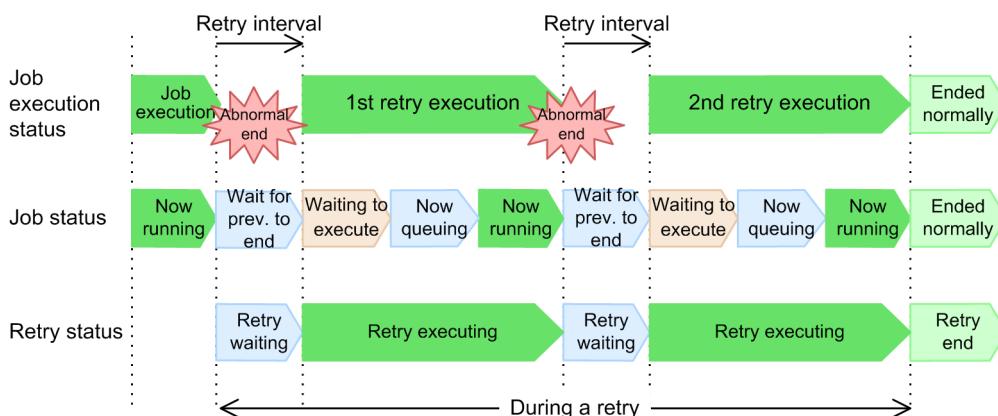 Retry interval
Retry interval
Job
execution
status
Job
execution
Abnormal
end
1st retry execution
Abnormal
end
2nd retry execution
Ended
normally
Job status
Now
running
Wait for
prev. to
end
Waiting to
execute
Now
queuing
Now
running
Wait for
prev. to
end
Waiting to
execute
Now
queuing
Now
running
Ended
normally
Retry status
Retry
waiting
Retry executing
Retry
waiting
Retry executing
Retry
end
During a retry